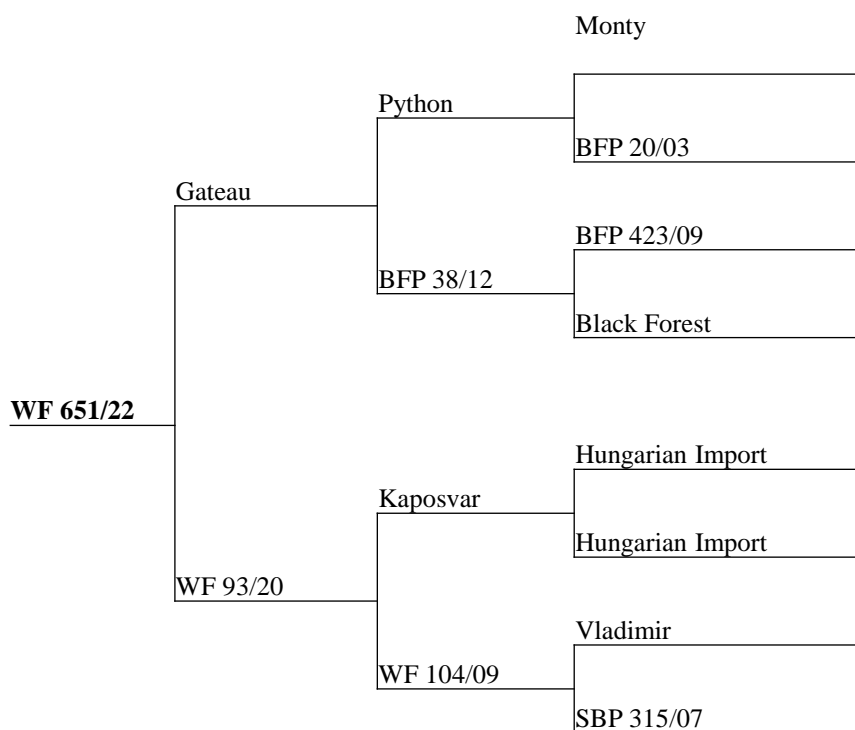 Monty
Python
BFP 20/03
Gateau
BFP 423/09
BFP 38/12
Black Forest
WF 651/22
Hungarian Import
Kaposvar
Hungarian Import
WF 93/20
Vladimir
WF 104/09
SBP 315/07